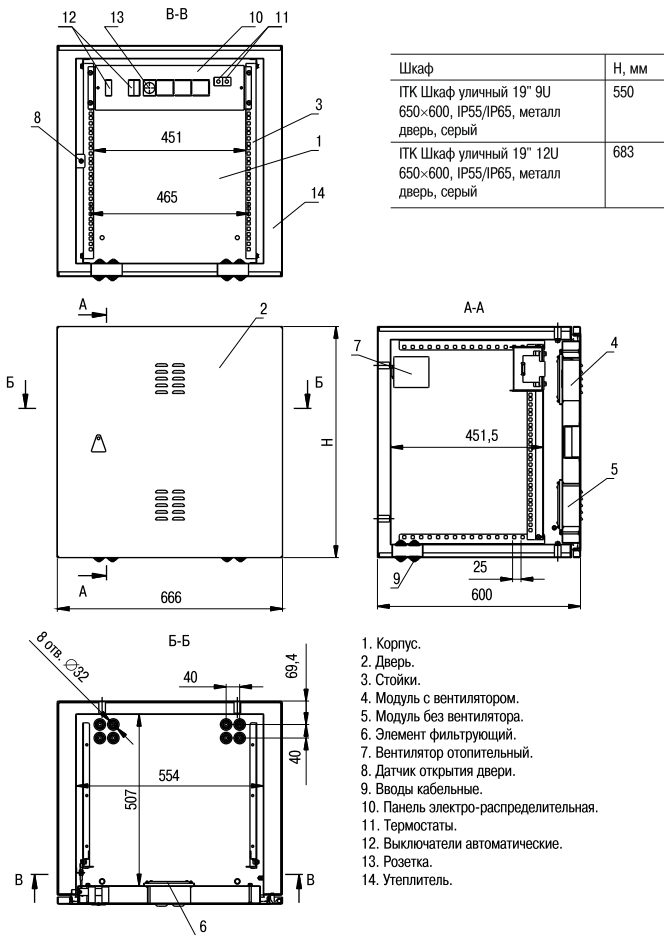 В-В
12
13
10
11
8
3
1
14
451
465
Шкаф
Н, мм
ITK Шкаф уличный 19" 9U
550
650×600, IP55/IP65, металл
дверь, серый
ITK Шкаф уличный 19" 12U
683
650×600, IP55/IP65, металл
дверь, серый
А
2
Б
Б
Н
А
666
А-А
7
4
451,5
5
9
25
600
Б-Б
8 отв. ∅32
40
69,4
40
554
507
В
В
6
1. Корпус.
2. Дверь.
3. Стойки.
4. Модуль с вентилятором.
5. Модуль без вентилятора.
6. Элемент фильтрующий.
7. Вентилятор отопительный.
8. Датчик открытия двери.
9. Вводы кабельные.
10. Панель электро-распределительная.
11. Термостаты.
12. Выключатели автоматические.
13. Розетка.
14. Утеплитель.